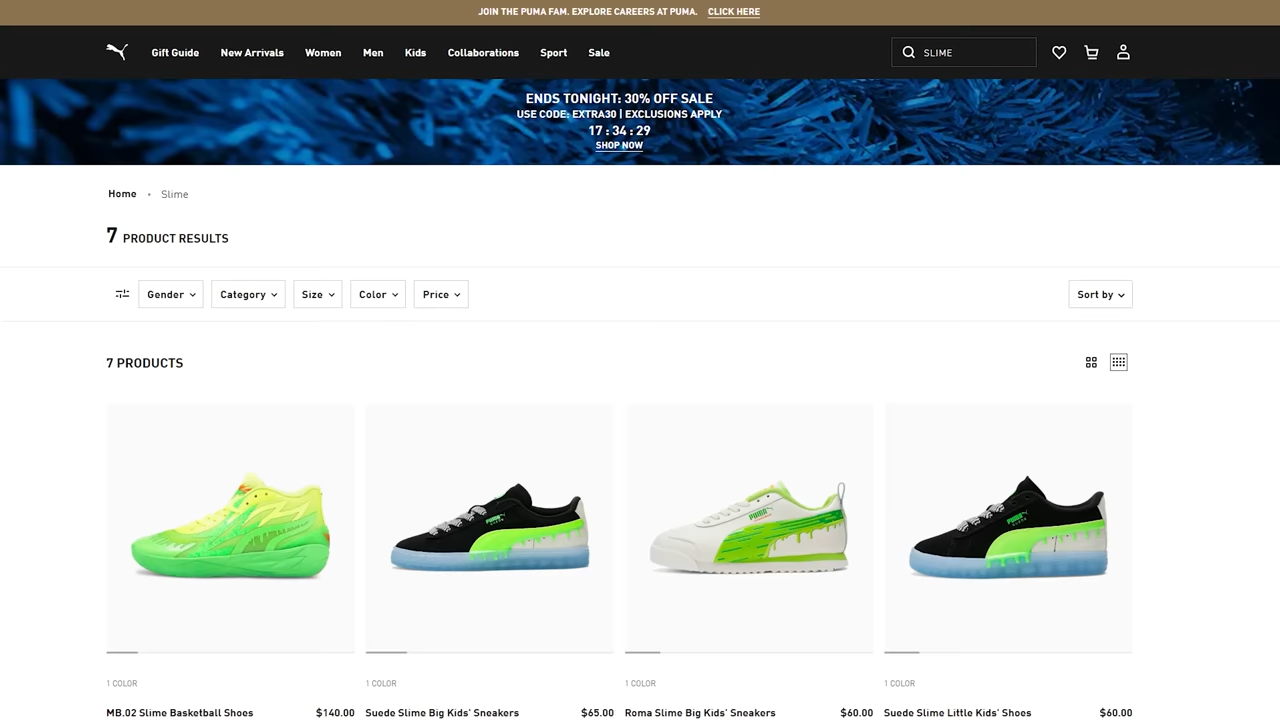 JOIN THE PUMA FAM. EXPLORE CAREERS AT PUMA. CLICK HERE
Gift Guide New Arrivals Women Men Kids Collaborations Sport Sale SLIME
ENDS TONIGHT: 30% OFF SALE
USE CODE: EXTRA30 | EXCLUSIONS APPLY
17 : 34 : 29
SHOP NOW
Home • Slime
7 PRODUCT RESULTS
Gender Category Size Color Price Sort by
7 PRODUCTS
PUMA PUMA PUMA
1 COLOR 1 COLOR 1 COLOR 1 COLOR
MB.02 Slime Basketball Shoes $140.00 Suede Slime Big Kids' Sneakers $65.00 Roma Slime Big Kids' Sneakers $60.00 Suede Slime Little Kids' Shoes $60.00